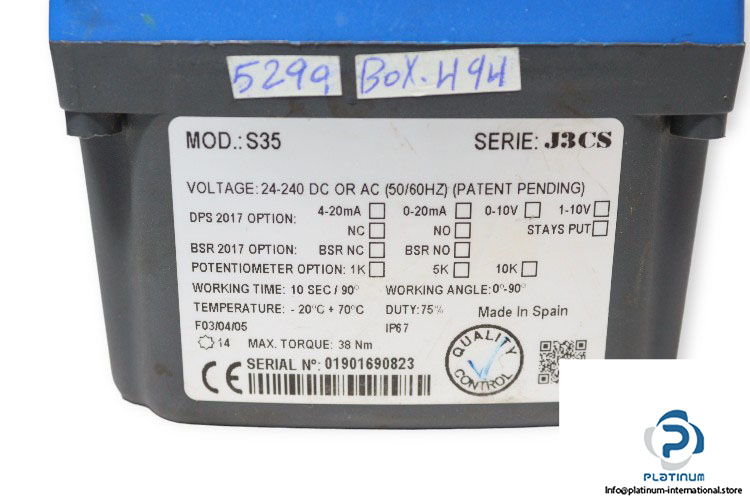 5299 BOX.494
MOD.: S35 SERIE: J3CS
VOLTAGE: 24-240 DC OR AC (50/60HZ) (PATENT PENDING)
DPS 2017 OPTION: 4-20mA 0-20mA 0-10V 1-10V
NC NO STAYS PUT
BSR 2017 OPTION: BSR NC BSR NO
POTENTIOMETER OPTION: 1K 5K 10K
WORKING TIME: 10 SEC / 90° WORKING ANGLE: 0°-90°
TEMPERATURE: - 20°C + 70°C DUTY: 75% Made In Spain
F03/04/05 IP67
14 MAX. TORQUE: 38 Nm
QUALITY CONTROL
CE SERIAL Nº: 01901690823
PLATINUM
Info@platinum-international.store